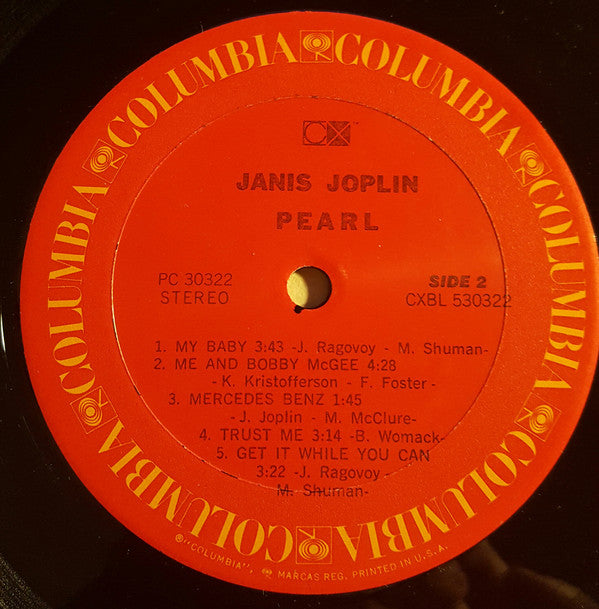 COLUMBIA COLUMBIA COLUMBIA COLUMBIA COLUMBIA COLUMBIA
JANIS JOPLIN
PEARL
PC 30322
STEREO
SIDE 2
CXBL 530322
1. MY BABY 3:43 -J. Ragovoy - M. Shuman-
2. ME AND BOBBY McGEE 4:28
-K. Kristofferson - F. Foster -
3. MERCEDES BENZ 1:45
-J. Joplin - M. McClure-
4. TRUST ME 3:14 -B. Womack-
5. GET IT WHILE YOU CAN
3:22 -J. Ragovoy -
M. Shuman-
®"COLUMBIA", MARCAS REG. PRINTED IN U.S.A.